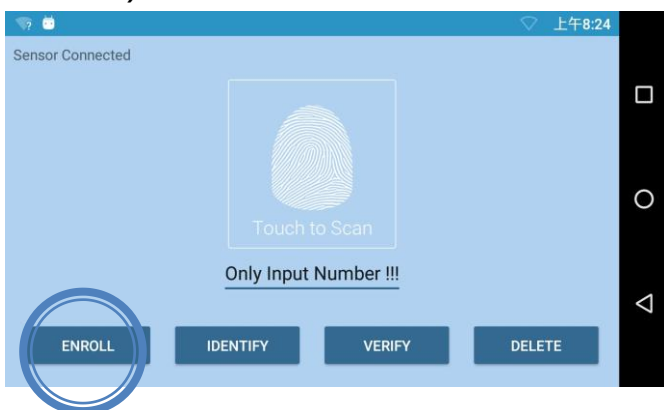 上午8:24
Sensor Connected
Touch to Scan
Only Input Number !!!
ENROLL IDENTIFY VERIFY DELETE